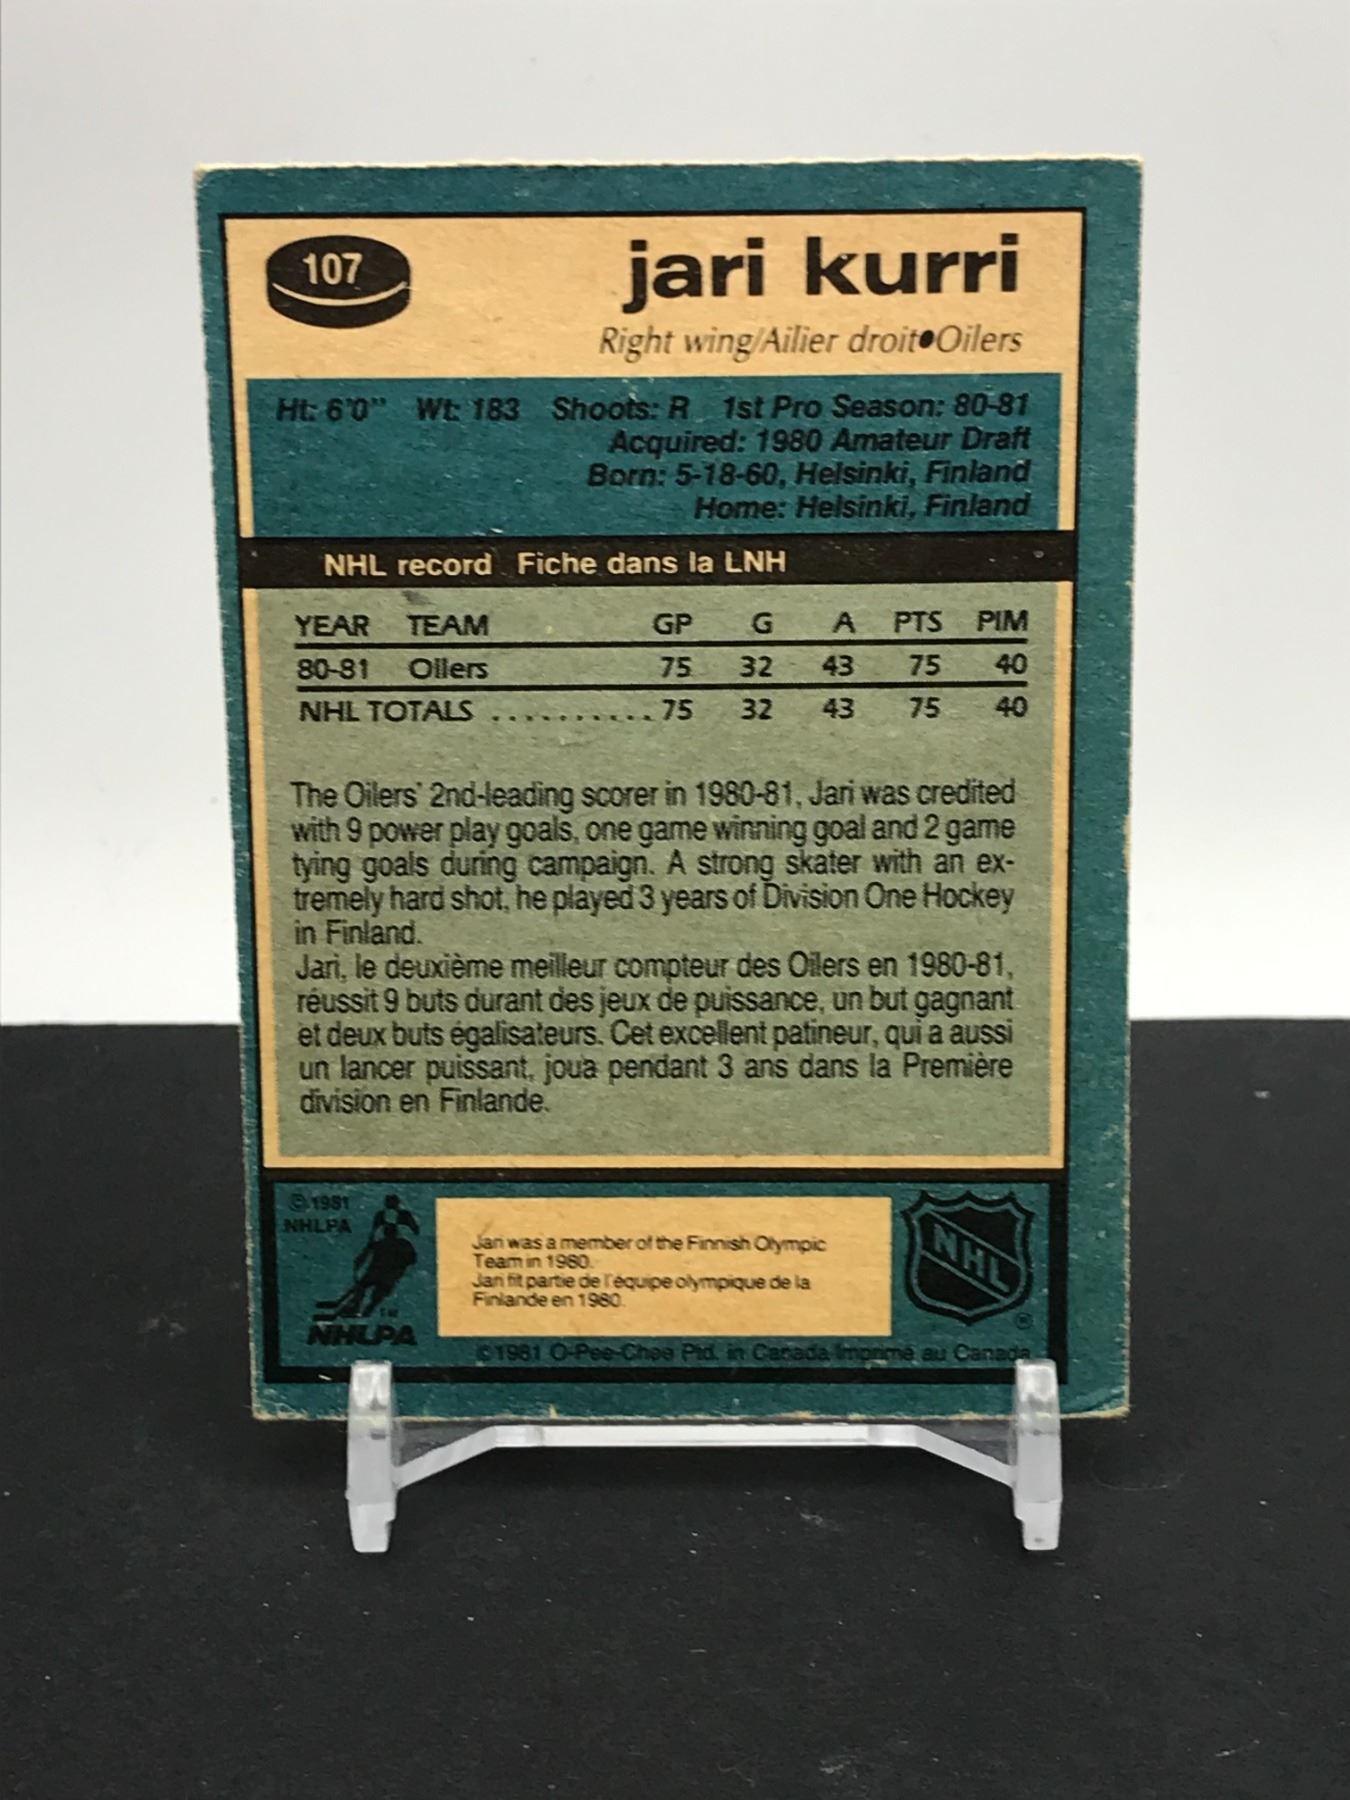 107
jari kurri
Right wing/Ailier droit•Oilers
Ht: 6'0" Wt: 183 Shoots: R 1st Pro Season: 80-81
Acquired: 1980 Amateur Draft
Born: 5-18-60, Helsinki, Finland
Home: Helsinki, Finland
NHL record Fiche dans la LNH
YEAR TEAM GP G A PTS PIM
80-81 Oilers 75 32 43 75 40
NHL TOTALS .......... 75 32 43 75 40
The Oilers' 2nd-leading scorer in 1980-81, Jari was credited
with 9 power play goals, one game winning goal and 2 game
tying goals during campaign. A strong skater with an ex-
tremely hard shot, he played 3 years of Division One Hockey
in Finland.
Jari, le deuxième meilleur compteur des Oilers en 1980-81,
réussit 9 buts durant des jeux de puissance, un but gagnant
et deux buts égalisateurs. Cet excellent patineur, qui a aussi
un lancer puissant, joua pendant 3 ans dans la Première
division en Finlande.
© 1981
NHLPA
TM
NHLPA
Jari was a member of the Finnish Olympic
Team in 1980.
Jari fit partie de l'équipe olympique de la
Finlande en 1980.
NHL
®
© 1981 O-Pee-Chee Ptd. in Canada Imprimé au Canada